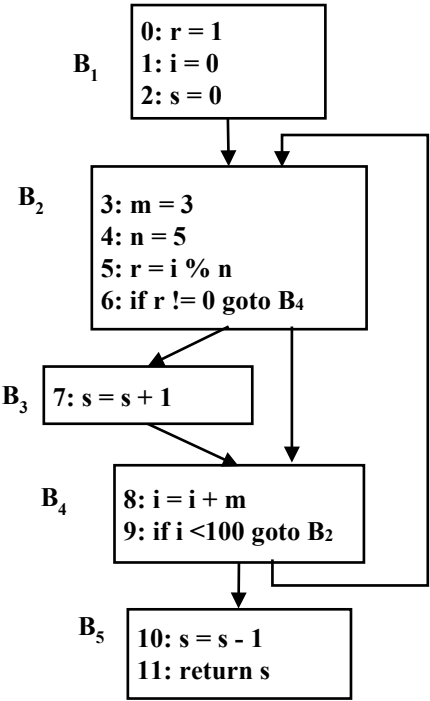 B1
0: r = 1
1: i = 0
2: s = 0
B2
3: m = 3
4: n = 5
5: r = i % n
6: if r != 0 goto B4
B3
7: s = s + 1
B4
8: i = i + m
9: if i <100 goto B2
B5
10: s = s - 1
11: return s